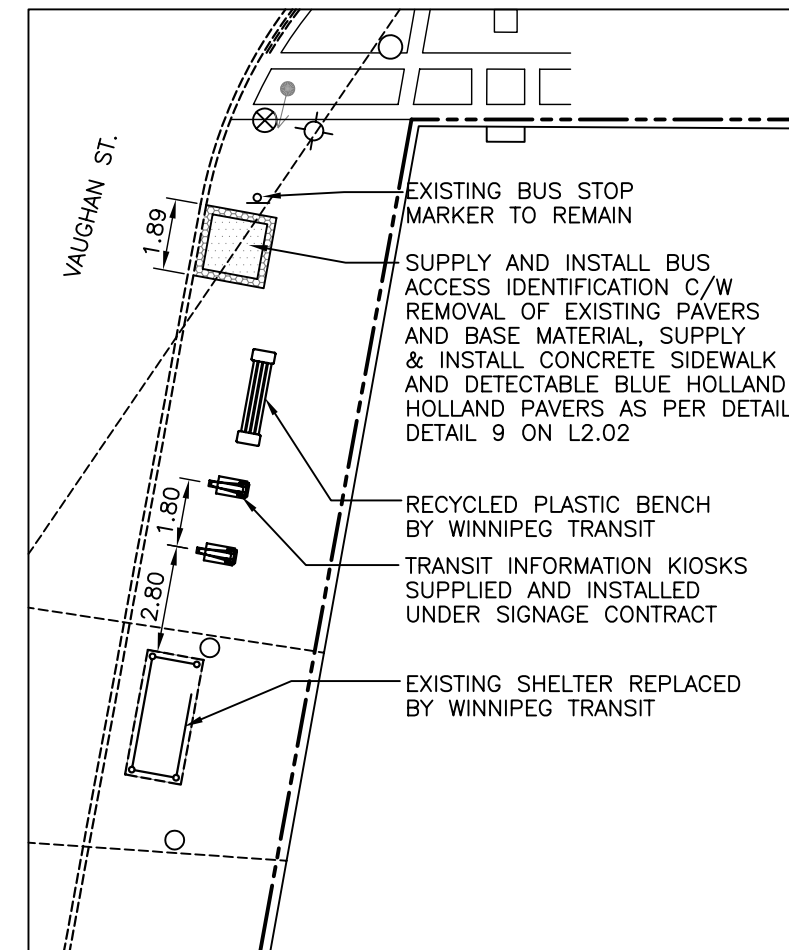 VAUGHAN ST.
1.89
EXISTING BUS STOP
MARKER TO REMAIN
SUPPLY AND INSTALL BUS
ACCESS IDENTIFICATION C/W
REMOVAL OF EXISTING PAVERS
AND BASE MATERIAL, SUPPLY
& INSTALL CONCRETE SIDEWALK
AND DETECTABLE BLUE HOLLAND
HOLLAND PAVERS AS PER DETAIL
DETAIL 9 ON L2.02
1.80
RECYCLED PLASTIC BENCH
BY WINNIPEG TRANSIT
2.80
TRANSIT INFORMATION KIOSKS
SUPPLIED AND INSTALLED
UNDER SIGNAGE CONTRACT
EXISTING SHELTER REPLACED
BY WINNIPEG TRANSIT